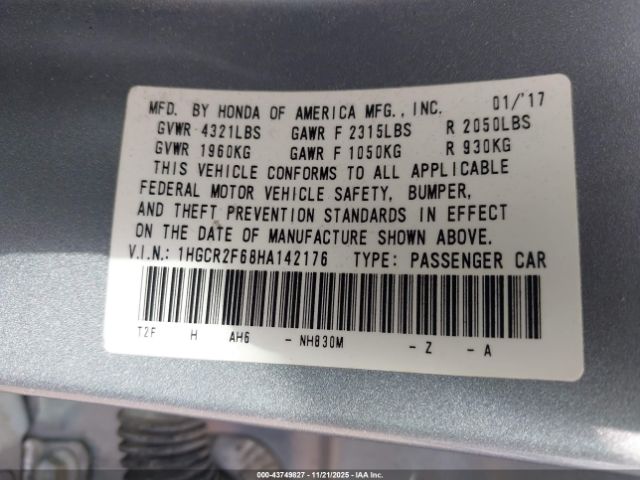 MFD. BY HONDA OF AMERICA MFG., INC. 01/'17
GVWR 4321LBS GAWR F 2315LBS R 2050LBS
GVWR 1960KG GAWR F 1050KG R 930KG
THIS VEHICLE CONFORMS TO ALL APPLICABLE
FEDERAL MOTOR VEHICLE SAFETY, BUMPER,
AND THEFT PREVENTION STANDARDS IN EFFECT
ON THE DATE OF MANUFACTURE SHOWN ABOVE.
V.I.N.: 1HGCR2F68HA142176 TYPE: PASSENGER CAR
T2F H AH6 - NH830M - Z - A
000-43749827 - 11/21/2025 - IAA Inc.